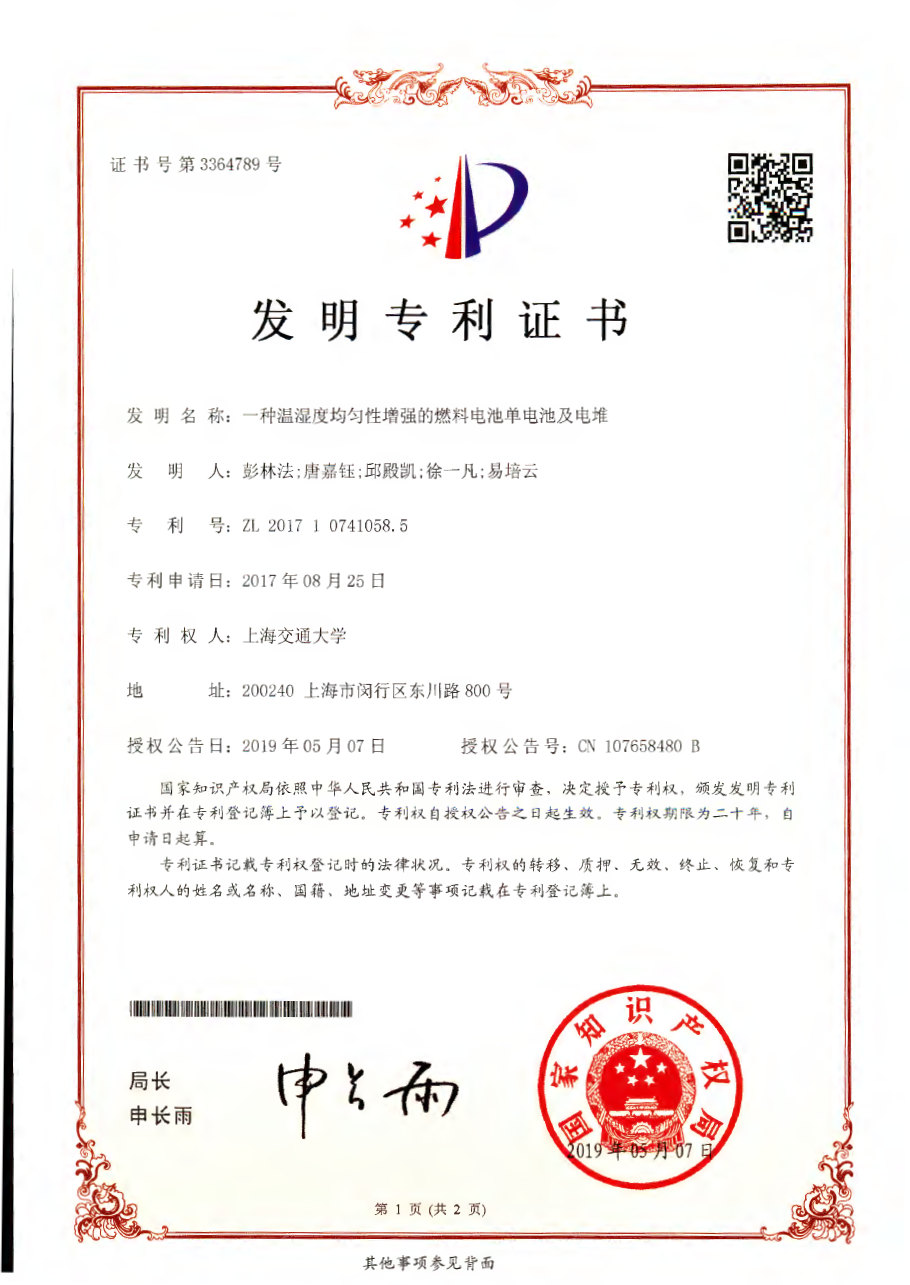 证书号第3364789号
发明专利证书
发明名称：一种温湿度均匀性增强的燃料电池单电池及电堆
发明人：彭林法;唐嘉钰;邱殿凯;徐一凡;易培云
专利号：ZL 2017 1 0741058.5
专利申请日：2017年08月25日
专利权人：上海交通大学
地址：200240 上海市闵行区东川路800号
授权公告日：2019年05月07日 授权公告号：CN 107658480 B
国家知识产权局依照中华人民共和国专利法进行审查，决定授予专利权，颁发发明专利
证书并在专利登记簿上予以登记。专利权自授权公告之日起生效。专利权期限为二十年，自
申请日起算。
专利证书记载专利权登记时的法律状况。专利权的转移、质押、无效、终止、恢复和专
利权人的姓名或名称、国籍、地址变更等事项记载在专利登记簿上。
局长
申长雨
申长雨
国家知识产权局
2019年05月07日
第 1 页 (共 2 页)
其他事项参见背面